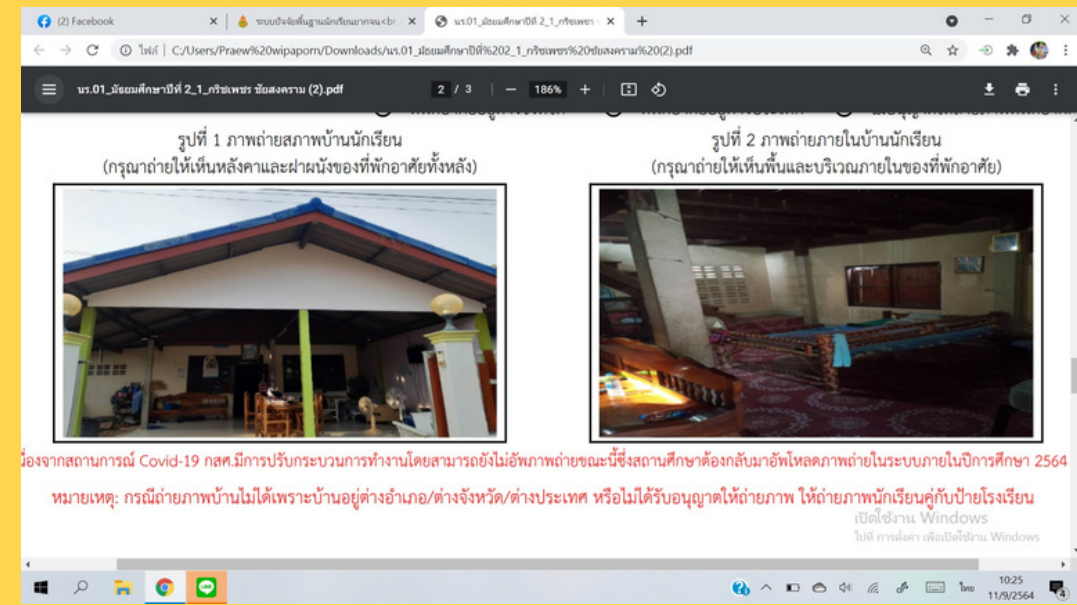 (2) Facebook
ระบบปัจจัยพื้นฐานนักเรียนยากจน<br
นร.01_มัธยมศึกษาปีที่ 2_1_กริชเพชร
ไฟล์ | C:/Users/Praew%20wipaporn/Downloads/นร.01_มัธยมศึกษาปีที่%202_1_กริชเพชร%20ชัยสงคราม%20(2).pdf
นร.01_มัธยมศึกษาปีที่ 2_1_กริชเพชร ชัยสงคราม (2).pdf
2 / 3
186%
รูปที่ 1 ภาพถ่ายสภาพบ้านนักเรียน
(กรุณาถ่ายให้เห็นหลังคาและฝาผนังของที่พักอาศัยทั้งหลัง)
รูปที่ 2 ภาพถ่ายภายในบ้านนักเรียน
(กรุณาถ่ายให้เห็นพื้นและบริเวณภายในของที่พักอาศัย)
ื่องจากสถานการณ์ Covid-19 กสศ.มีการปรับกระบวนการทำงานโดยสามารถยังไม่อัพภาพถ่ายขณะนี้ซึ่งสถานศึกษาต้องกลับมาอัพโหลดภาพถ่ายในระบบภายในปีการศึกษา 2564
หมายเหตุ: กรณีถ่ายภาพบ้านไม่ได้เพราะบ้านอยู่ต่างอำเภอ/ต่างจังหวัด/ต่างประเทศ หรือไม่ได้รับอนุญาตให้ถ่ายภาพ ให้ถ่ายภาพนักเรียนคู่กับป้ายโรงเรียน
เปิดใช้งาน Windows
ไปที่ การตั้งค่า เพื่อเปิดใช้งาน Windows
LINE
ไทย
10:25
11/9/2564
4